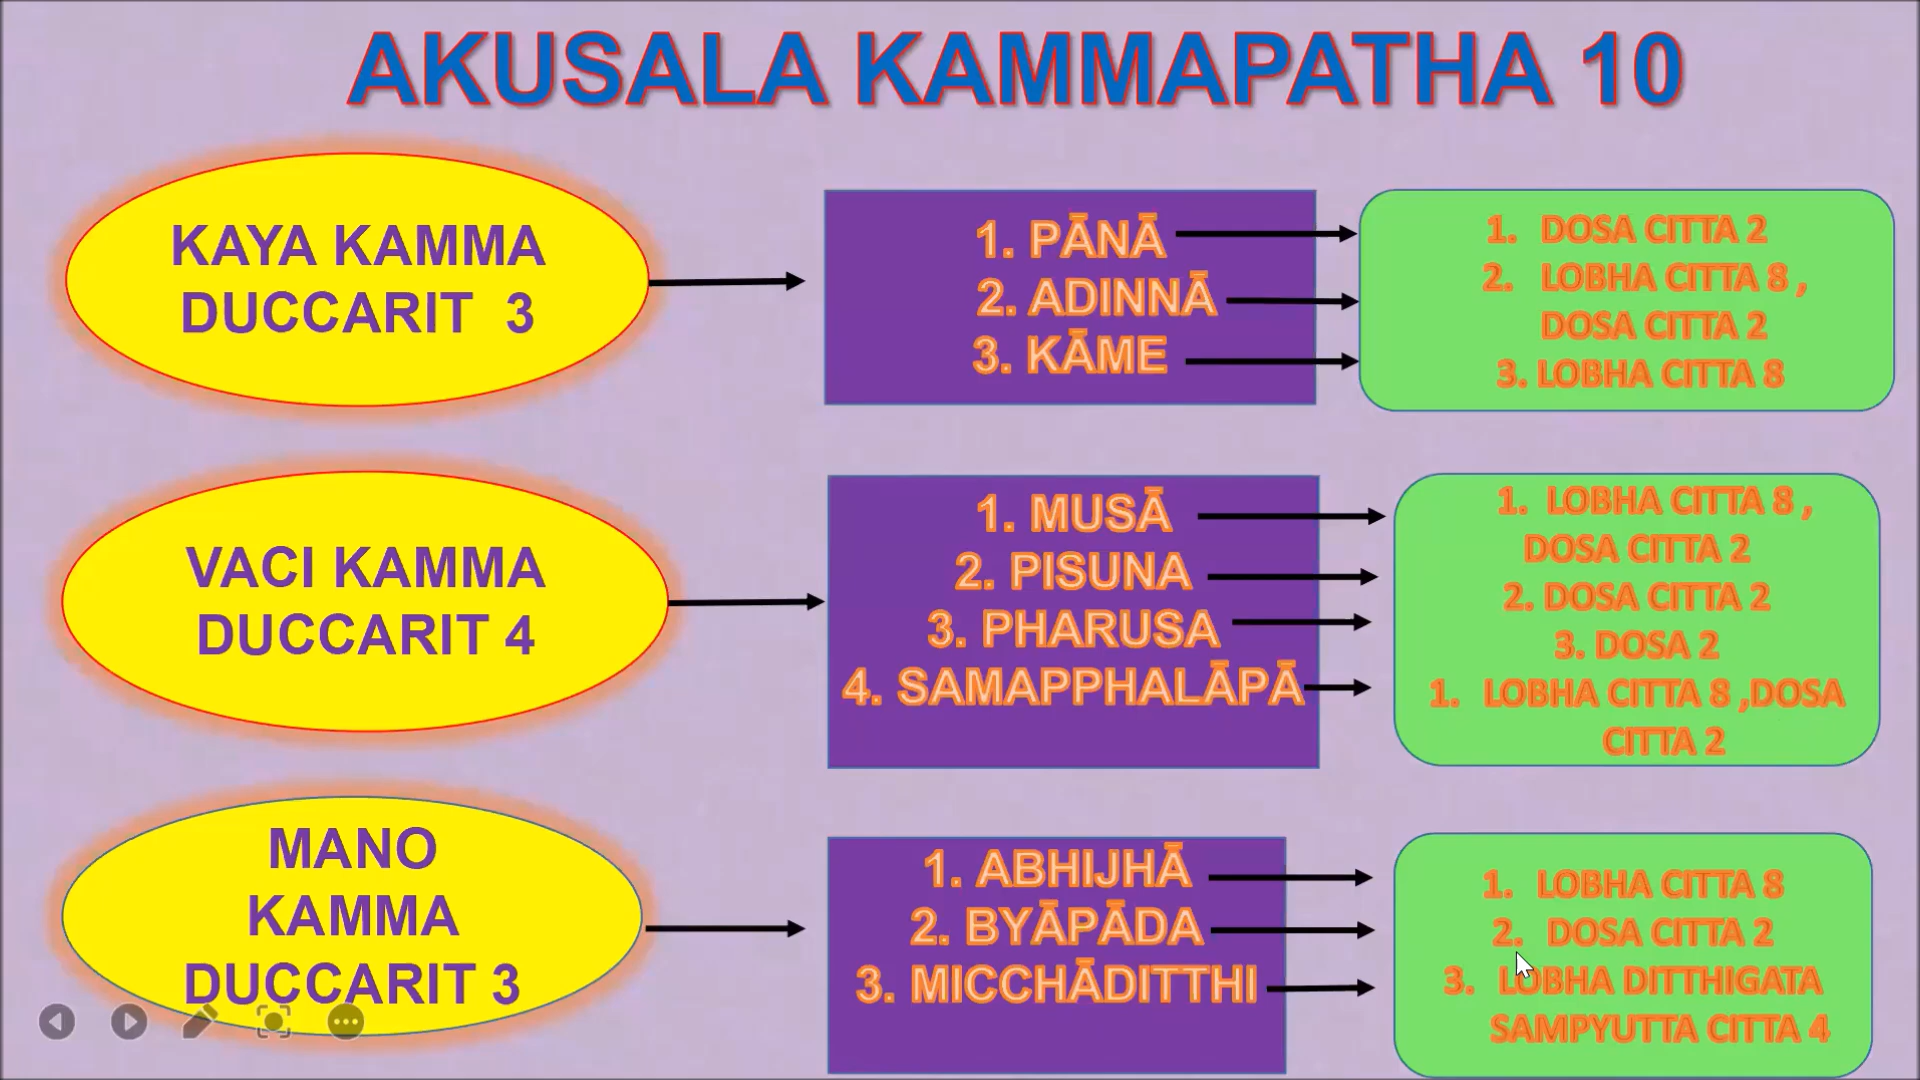 AKUSALA KAMMAPATHA 10
KAYA KAMMA
DUCCARIT 3
1. PĀNĀ
2. ADINNĀ
3. KĀME
1. DOSA CITTA 2
2. LOBHA CITTA 8 ,
DOSA CITTA 2
3. LOBHA CITTA 8
VACI KAMMA
DUCCARIT 4
1. MUSĀ
2. PISUNA
3. PHARUSA
4. SAMAPPHALĀPĀ
1. LOBHA CITTA 8 ,
DOSA CITTA 2
2. DOSA CITTA 2
3. DOSA 2
1. LOBHA CITTA 8 ,DOSA
CITTA 2
MANO
KAMMA
DUCCARIT 3
1. ABHIJHĀ
2. BYĀPĀDA
3. MICCHĀDITTHI
1. LOBHA CITTA 8
2. DOSA CITTA 2
3. LOBHA DITTHIGATA
SAMPYUTTA CITTA 4